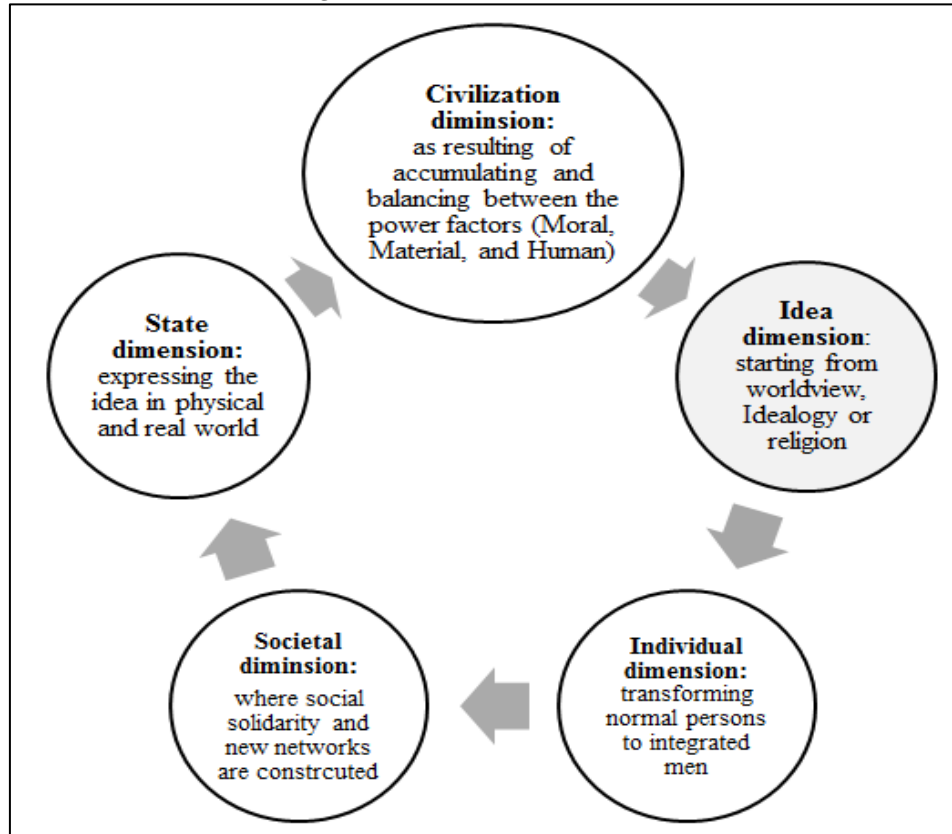 Civilization
diminsion:
as resulting of
accumulating and
balancing between the
power factors (Moral,
Material, and Human)
Idea
dimension:
starting from
worldview,
Idealogy or
religion
Individual
dimension:
transforming
normal persons
to integrated
men
Societal
diminsion:
where social
solidarity and
new networks
are constrcuted
State
dimension:
expressing the
idea in physical
and real world